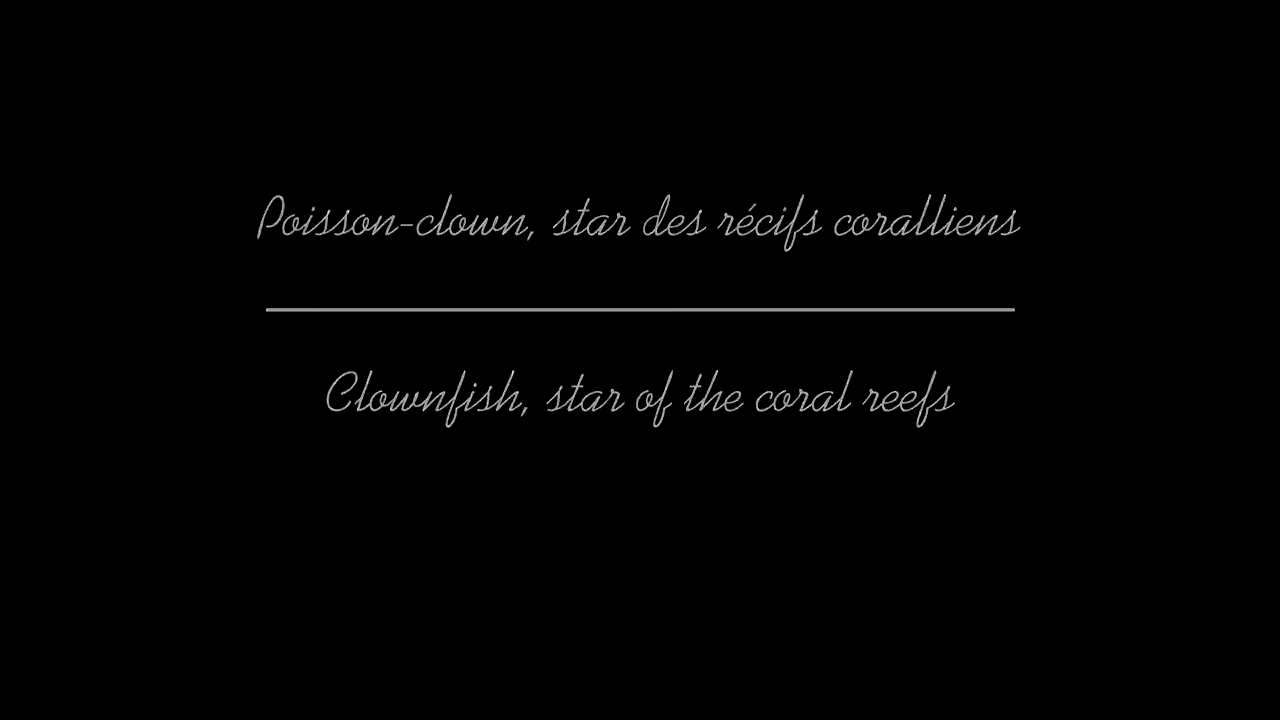 Poisson-clown, star des récifs coralliens
Clownfish, star of the coral reefs